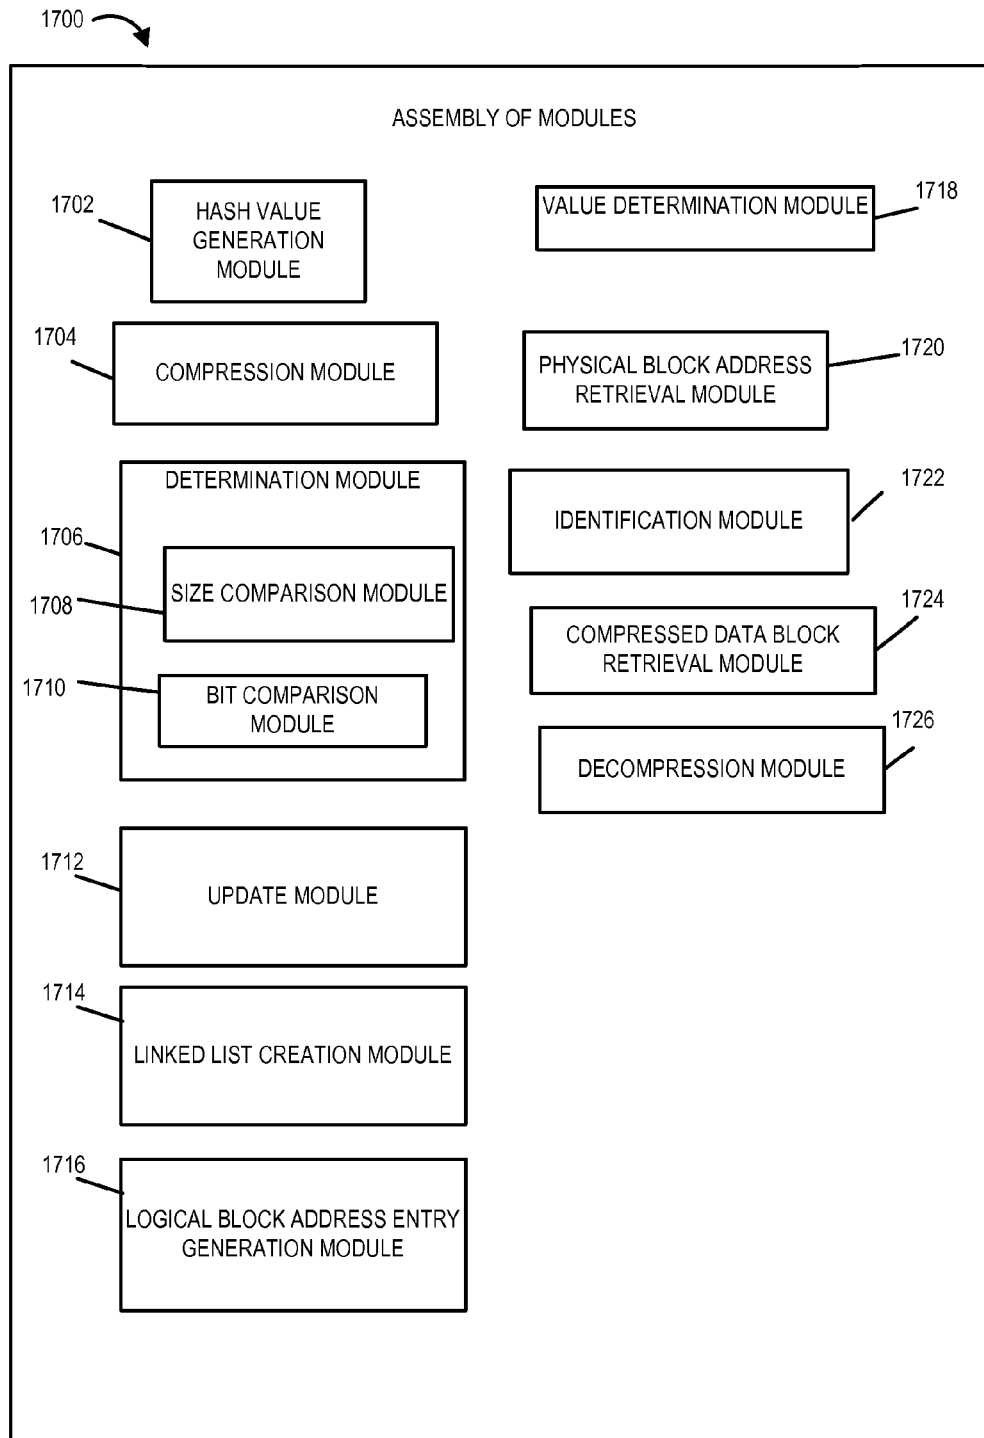 1700
ASSEMBLY OF MODULES
1702
HASH VALUE
GENERATION
MODULE
1704
COMPRESSION MODULE
DETERMINATION MODULE
1706
SIZE COMPARISON MODULE
1708
1710
BIT COMPARISON
MODULE
1712
UPDATE MODULE
1714
LINKED LIST CREATION MODULE
1716
LOGICAL BLOCK ADDRESS ENTRY
GENERATION MODULE
VALUE DETERMINATION MODULE
1718
PHYSICAL BLOCK ADDRESS
RETRIEVAL MODULE
1720
IDENTIFICATION MODULE
1722
COMPRESSED DATA BLOCK
RETRIEVAL MODULE
1724
DECOMPRESSION MODULE
1726